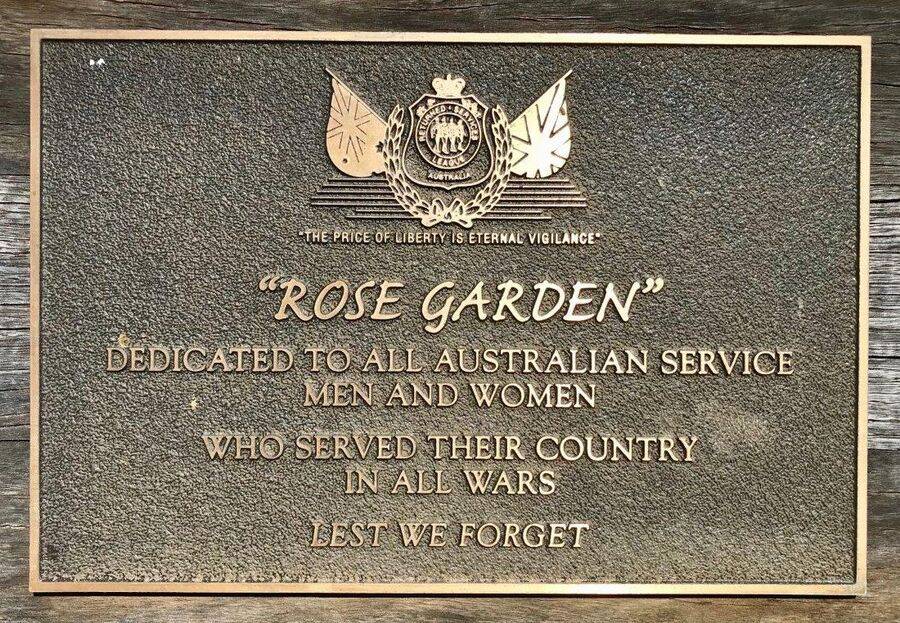 RETURNED · SERVICES
LEAGUE
AUSTRALIA
"THE PRICE OF LIBERTY IS ETERNAL VIGILANCE"
"ROSE GARDEN"
DEDICATED TO ALL AUSTRALIAN SERVICE
MEN AND WOMEN
WHO SERVED THEIR COUNTRY
IN ALL WARS
LEST WE FORGET